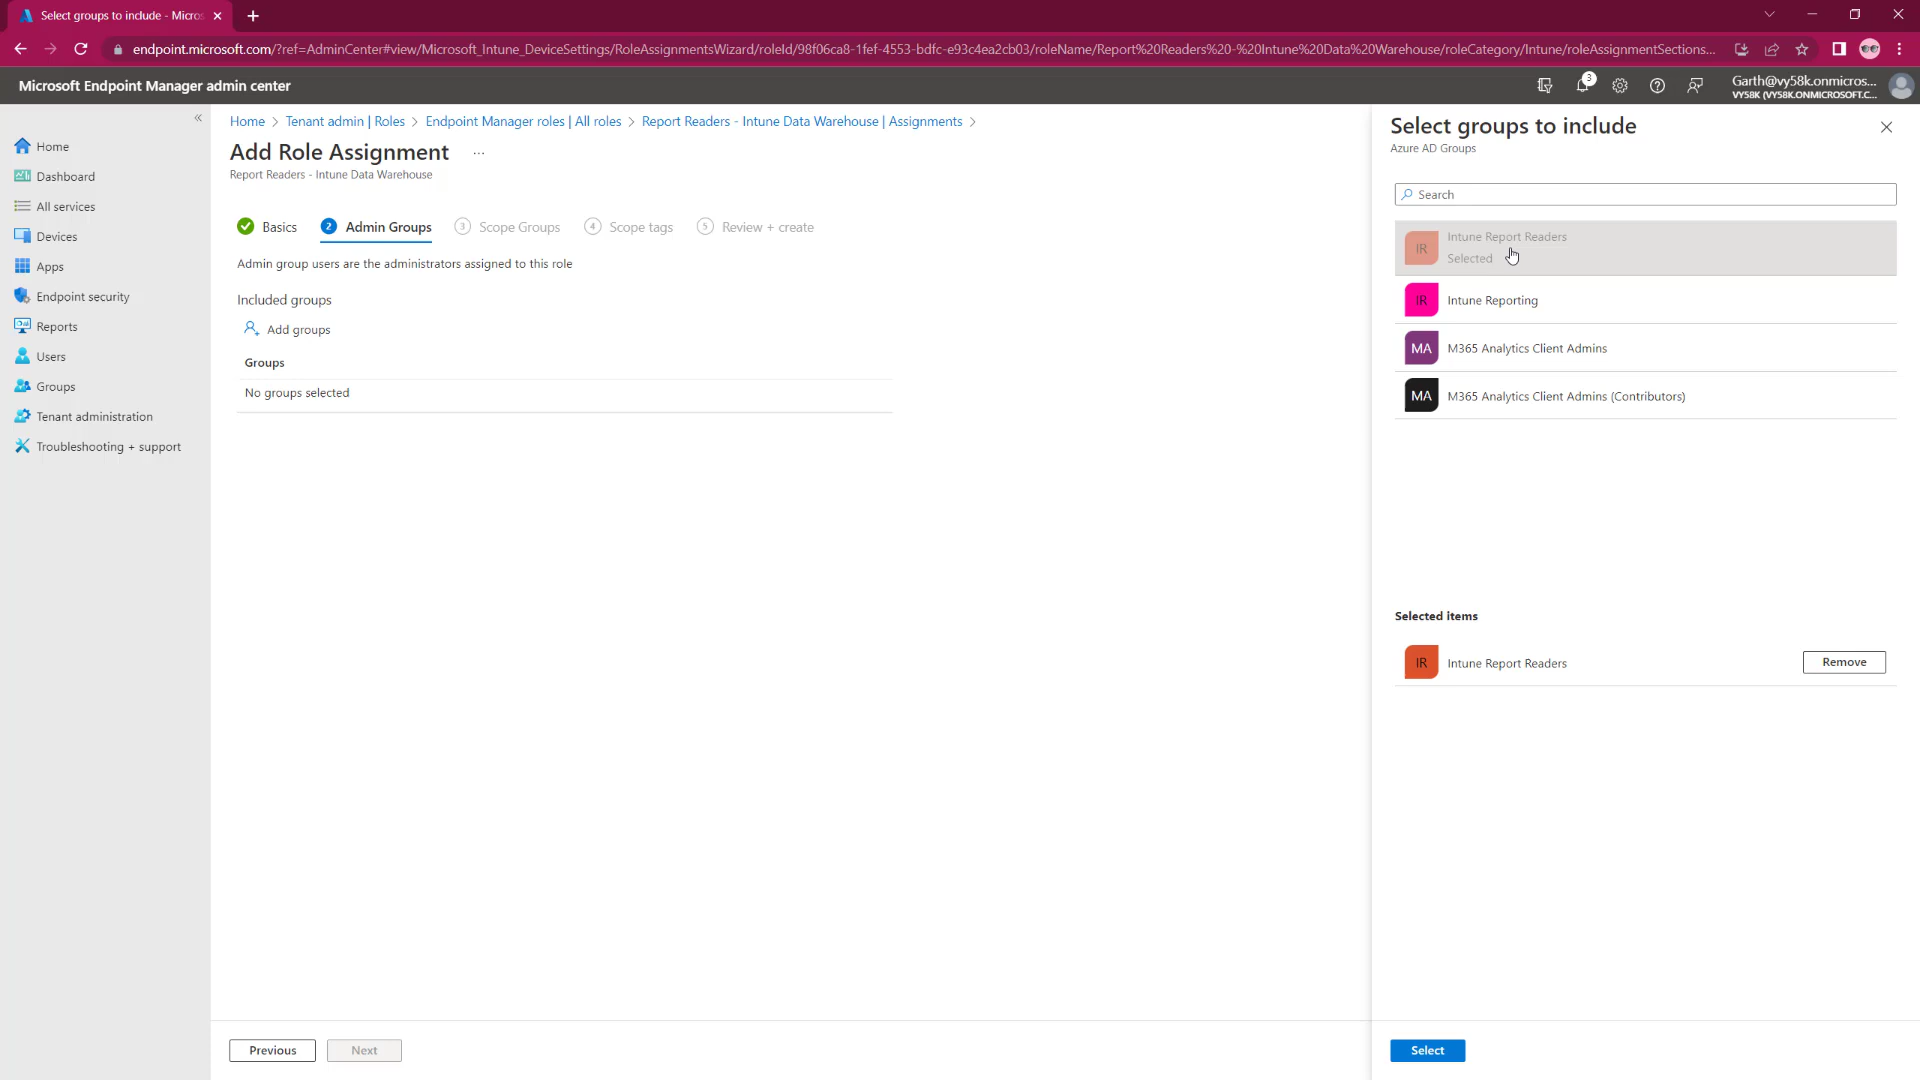 Select groups to include - Micros
endpoint.microsoft.com/?ref=AdminCenter#view/Microsoft_Intune_DeviceSettings/RoleAssignmentsWizard/roleId/98f06ca8-1fef-4553-bdfc-e93c4ea2cb03/roleName/Report%20Readers%20-%20Intune%20Data%20Warehouse/roleCategory/Intune/roleAssignmentSections...
Microsoft Endpoint Manager admin center
3
Garth@vy58k.onmicros...
VY58K (VY58K.ONMICROSOFT.C...
Home
Dashboard
All services
Devices
Apps
Endpoint security
Reports
Users
Groups
Tenant administration
Troubleshooting + support
Home > Tenant admin | Roles > Endpoint Manager roles | All roles > Report Readers - Intune Data Warehouse | Assignments >
Add Role Assignment ...
Report Readers - Intune Data Warehouse
Basics 2 Admin Groups 3 Scope Groups 4 Scope tags 5 Review + create
Admin group users are the administrators assigned to this role
Included groups
Add groups
Groups
No groups selected
Previous Next
Select groups to include
Azure AD Groups
Search
IR Intune Report Readers
Selected
IR Intune Reporting
MA M365 Analytics Client Admins
MA M365 Analytics Client Admins (Contributors)
Selected items
IR Intune Report Readers Remove
Select